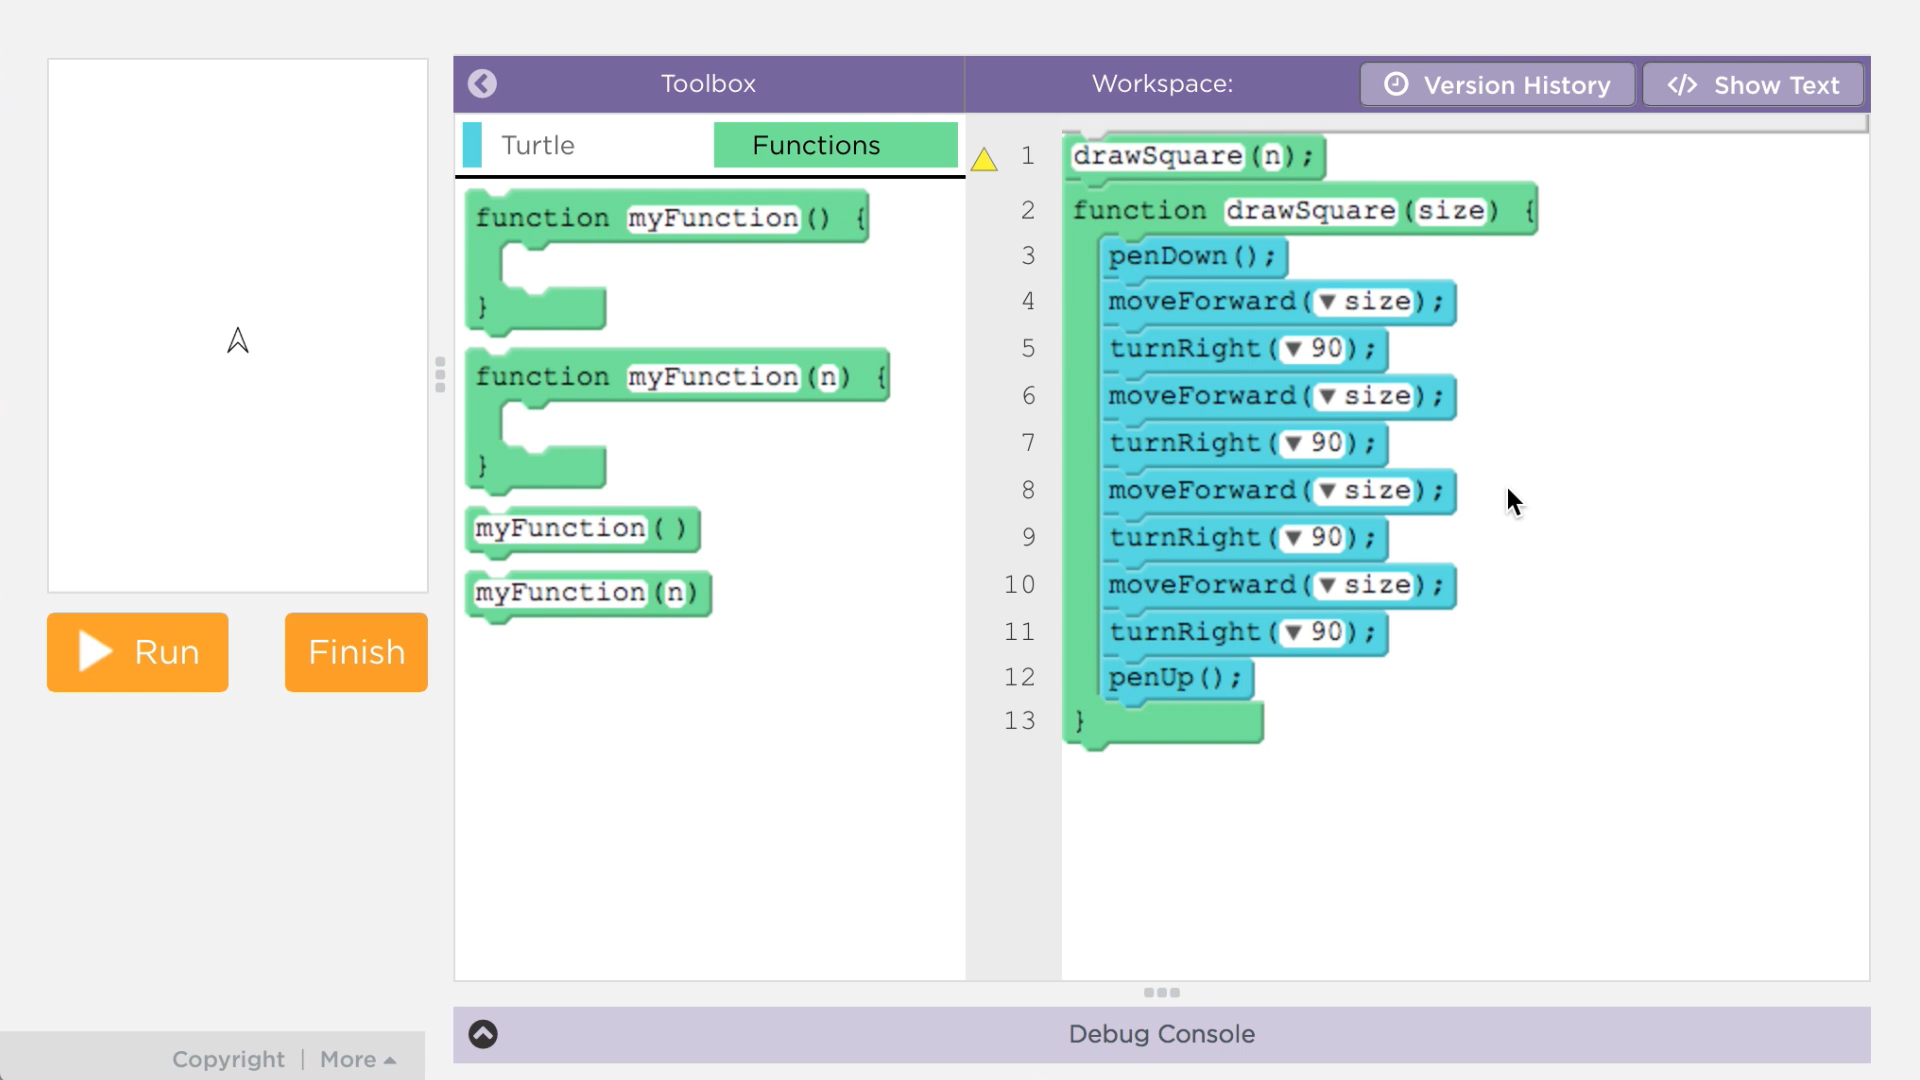 Toolbox
Workspace:
Version History
</> Show Text
Turtle
Functions
function myFunction() {
}
function myFunction(n) {
}
myFunction()
myFunction(n)
1 drawSquare(n);
2 function drawSquare(size) {
3 penDown();
4 moveForward(▼ size);
5 turnRight(▼ 90);
6 moveForward(▼ size);
7 turnRight(▼ 90);
8 moveForward(▼ size);
9 turnRight(▼ 90);
10 moveForward(▼ size);
11 turnRight(▼ 90);
12 penUp();
13 }
Run
Finish
Debug Console
Copyright | More